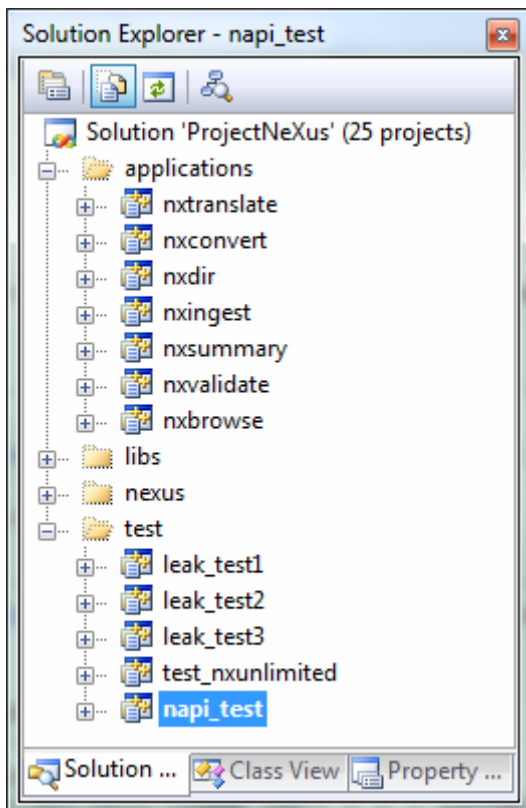 Solution Explorer - napi_test
Solution 'ProjectNeXus' (25 projects)
applications
nxtranslate
nxconvert
nxdir
nxingest
nxsummary
nxvalidate
nxbrowse
libs
nexus
test
leak_test1
leak_test2
leak_test3
test_nxunlimited
napi_test
Solution ... Class View Property ...